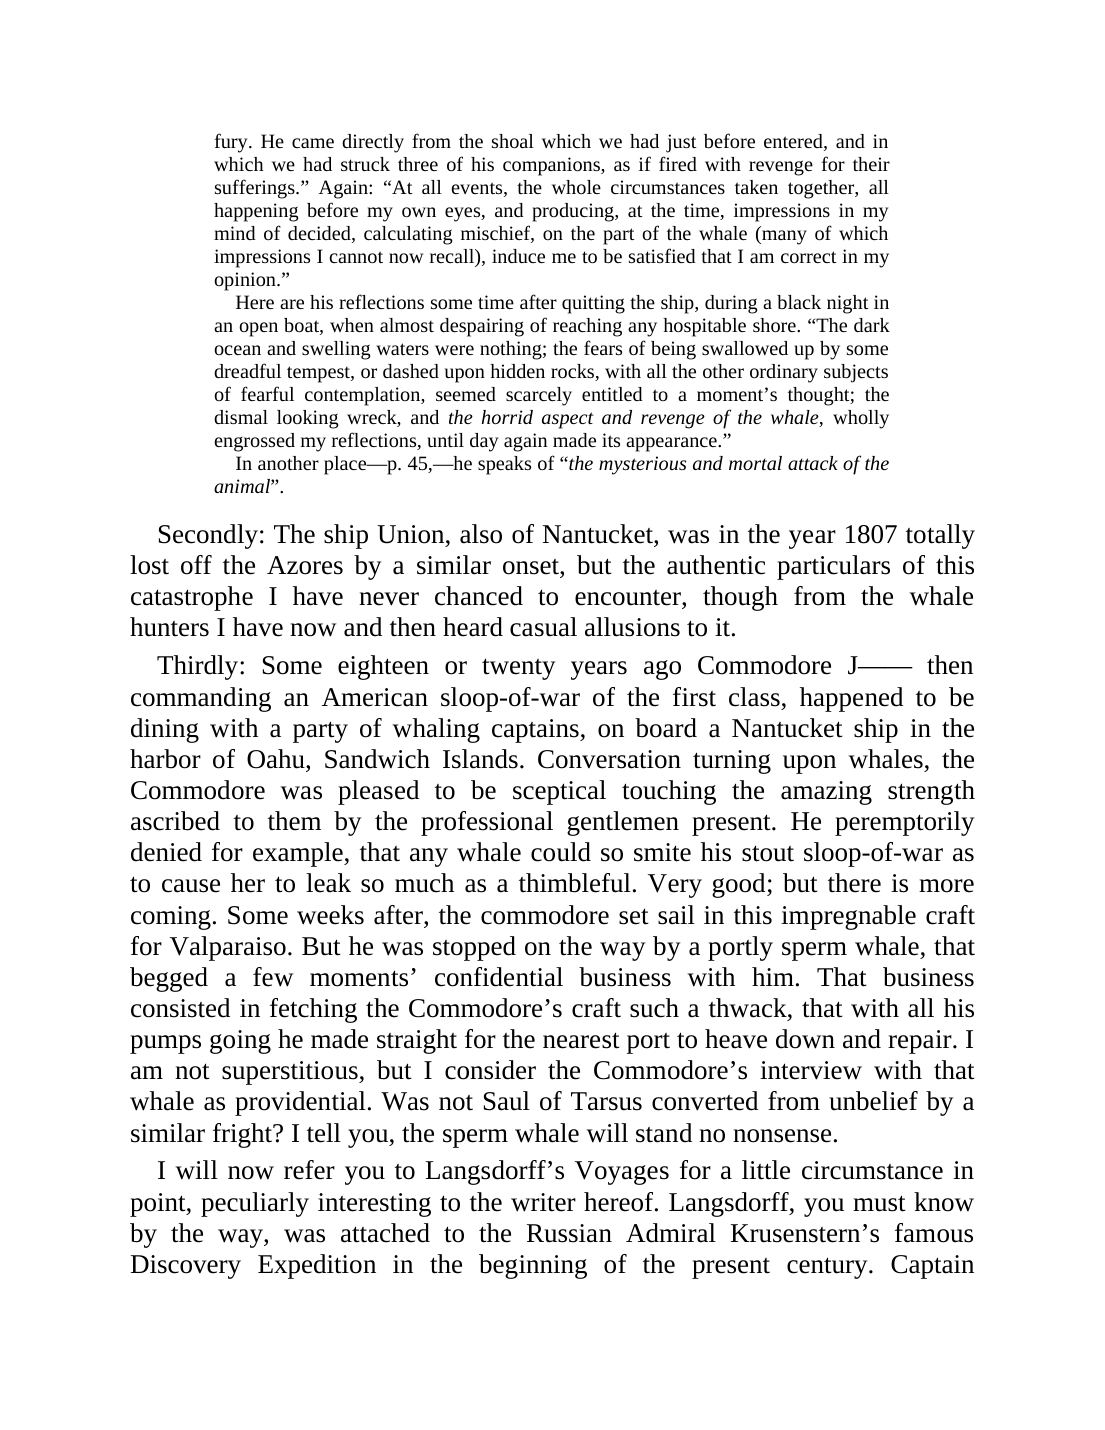 fury. He came directly from the shoal which we had just before entered, and in
which we had struck three of his companions, as if fired with revenge for their
sufferings.” Again: “At all events, the whole circumstances taken together, all
happening before my own eyes, and producing, at the time, impressions in my
mind of decided, calculating mischief, on the part of the whale (many of which
impressions I cannot now recall), induce me to be satisfied that I am correct in my
opinion.”
Here are his reflections some time after quitting the ship, during a black night in
an open boat, when almost despairing of reaching any hospitable shore. “The dark
ocean and swelling waters were nothing; the fears of being swallowed up by some
dreadful tempest, or dashed upon hidden rocks, with all the other ordinary subjects
of fearful contemplation, seemed scarcely entitled to a moment’s thought; the
dismal looking wreck, and the horrid aspect and revenge of the whale, wholly
engrossed my reflections, until day again made its appearance.”
In another place—p. 45,—he speaks of “the mysterious and mortal attack of the
animal”.
Secondly: The ship Union, also of Nantucket, was in the year 1807 totally
lost off the Azores by a similar onset, but the authentic particulars of this
catastrophe I have never chanced to encounter, though from the whale
hunters I have now and then heard casual allusions to it.
Thirdly: Some eighteen or twenty years ago Commodore J—— then
commanding an American sloop-of-war of the first class, happened to be
dining with a party of whaling captains, on board a Nantucket ship in the
harbor of Oahu, Sandwich Islands. Conversation turning upon whales, the
Commodore was pleased to be sceptical touching the amazing strength
ascribed to them by the professional gentlemen present. He peremptorily
denied for example, that any whale could so smite his stout sloop-of-war as
to cause her to leak so much as a thimbleful. Very good; but there is more
coming. Some weeks after, the commodore set sail in this impregnable craft
for Valparaiso. But he was stopped on the way by a portly sperm whale, that
begged a few moments’ confidential business with him. That business
consisted in fetching the Commodore’s craft such a thwack, that with all his
pumps going he made straight for the nearest port to heave down and repair. I
am not superstitious, but I consider the Commodore’s interview with that
whale as providential. Was not Saul of Tarsus converted from unbelief by a
similar fright? I tell you, the sperm whale will stand no nonsense.
I will now refer you to Langsdorff’s Voyages for a little circumstance in
point, peculiarly interesting to the writer hereof. Langsdorff, you must know
by the way, was attached to the Russian Admiral Krusenstern’s famous
Discovery Expedition in the beginning of the present century. Captain